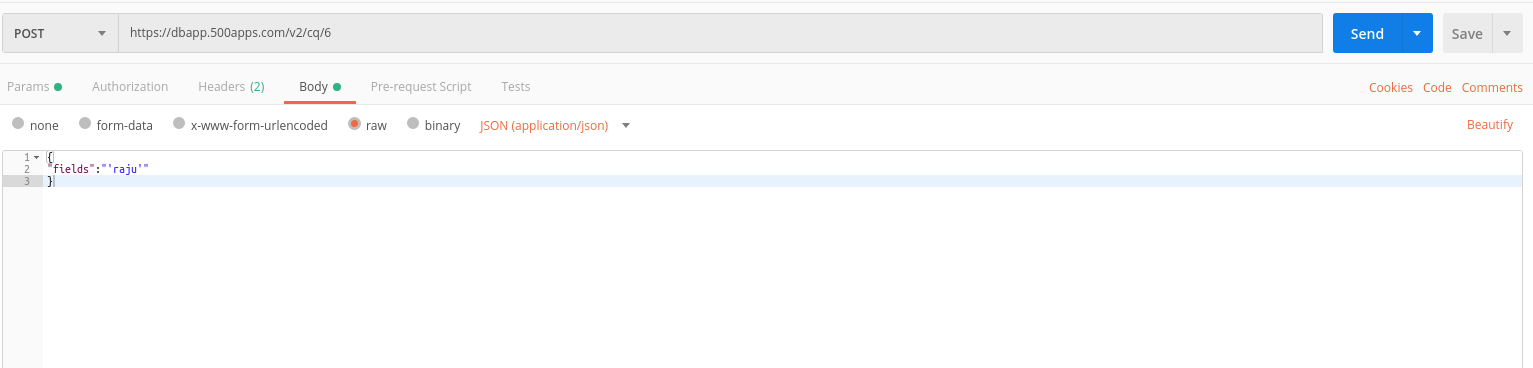 POST https://dbapp.500apps.com/v2/cq/6 Send Save
Params Authorization Headers (2) Body Pre-request Script Tests Cookies Code Comments
none form-data x-www-form-urlencoded raw binary JSON (application/json) Beautify
1 {
2 "fields":"'raju'"
3 }